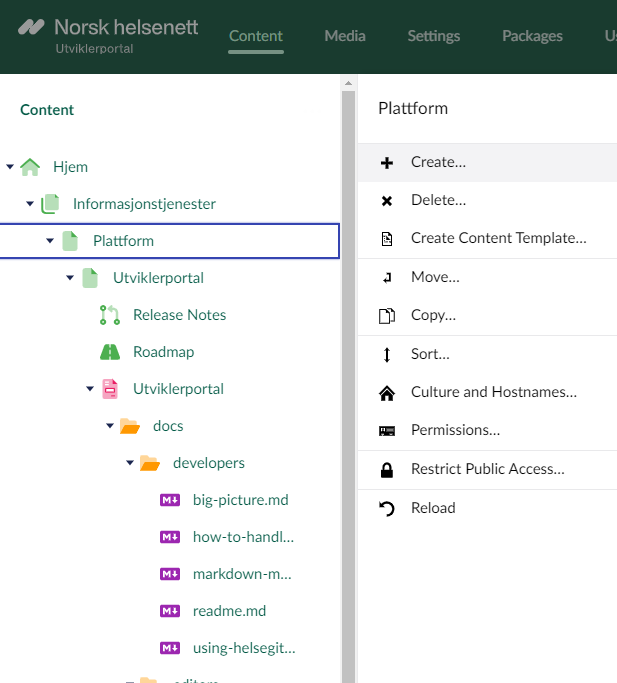 Norsk helsenett
Utviklerportal
Content Media Settings Packages
Content
Hjem
Informasjonstjenester
Plattform
Utviklerportal
Release Notes
Roadmap
Utviklerportal
docs
developers
M big-picture.md
M how-to-handl...
M markdown-m...
M readme.md
M using-helsegit...
Plattform
Create...
Delete...
Create Content Template...
Move...
Copy...
Sort...
Culture and Hostnames...
Permissions...
Restrict Public Access...
Reload